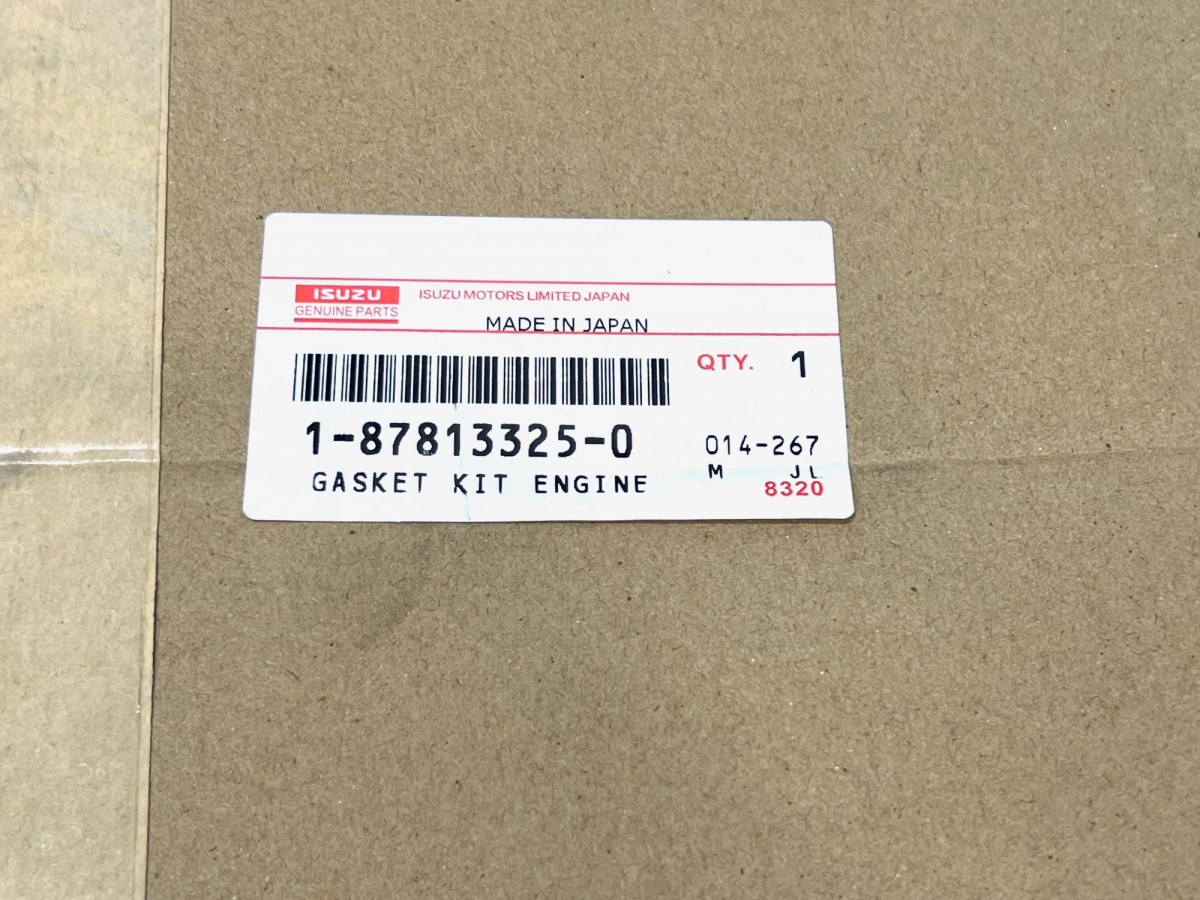 ISUZU
GENUINE PARTS
ISUZU MOTORS LIMITED JAPAN
MADE IN JAPAN
QTY. 1
1-87813325-0
014-267
GASKET KIT ENGINE
M
8320